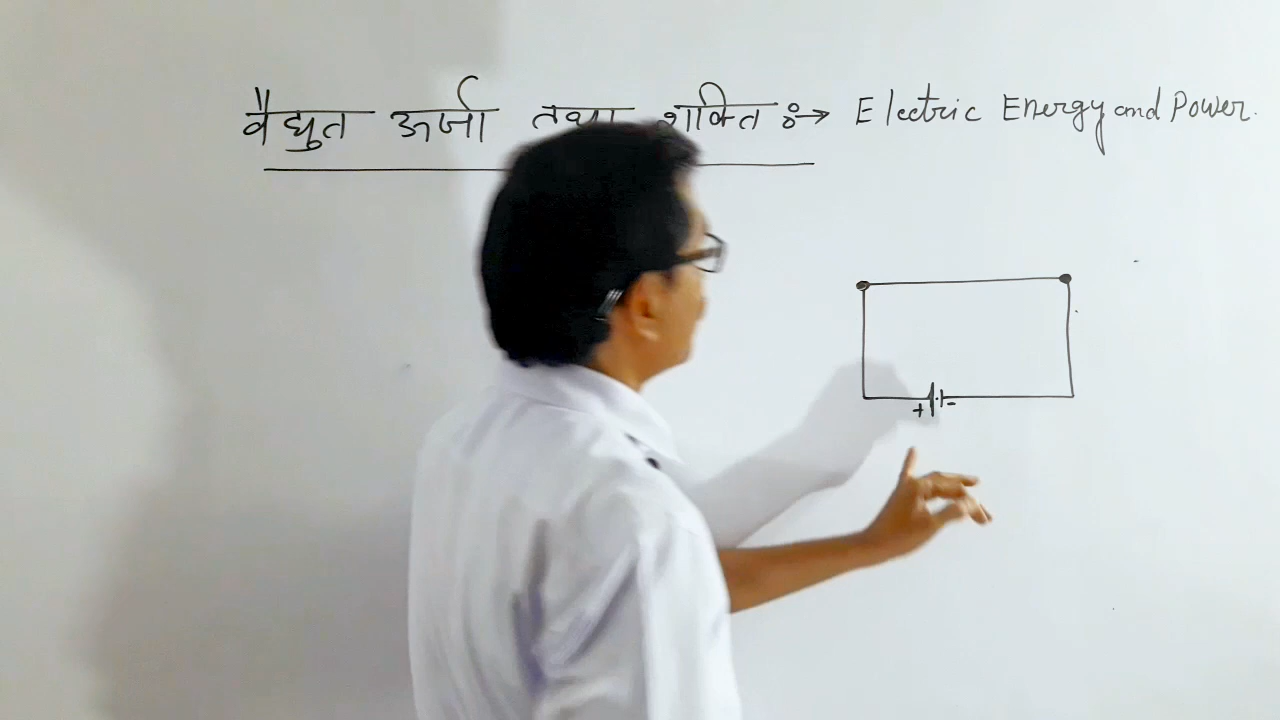 वैद्युत ऊर्जा तथा शक्ति :→ Electric Energy and Power.
+ -